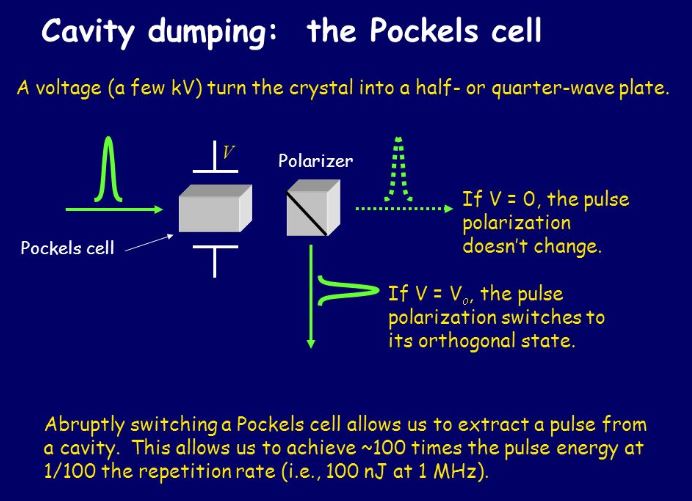 Cavity dumping: the Pockels cell
A voltage (a few kV) turn the crystal into a half- or quarter-wave plate.
V
Polarizer
If V = 0, the pulse
polarization
doesn't change.
Pockels cell
If V = Vo, the pulse
polarization switches to
its orthogonal state.
Abruptly switching a Pockels cell allows us to extract a pulse from
a cavity. This allows us to achieve ~100 times the pulse energy at
1/100 the repetition rate (i.e., 100 nJ at 1 MHz).